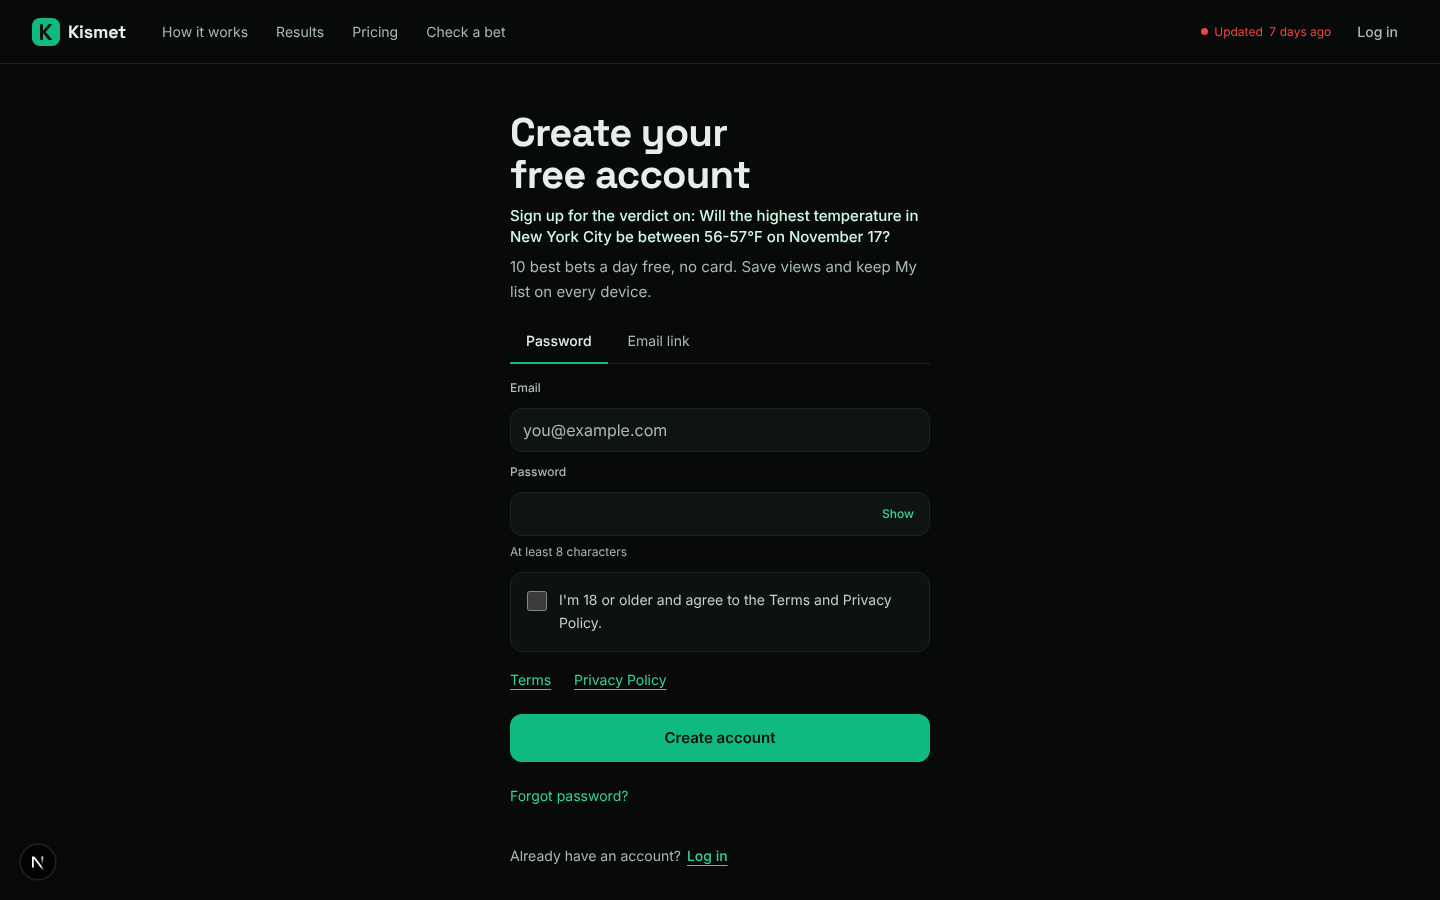 K Kismet
How it works
Results
Pricing
Check a bet
Updated 7 days ago
Log in
Create your
free account
Sign up for the verdict on: Will the highest temperature in
New York City be between 56-57°F on November 17?
10 best bets a day free, no card. Save views and keep My
list on every device.
Password
Email link
Email
you@example.com
Password
Show
At least 8 characters
I'm 18 or older and agree to the Terms and Privacy
Policy.
Terms
Privacy Policy
Create account
Forgot password?
Already have an account? Log in
N